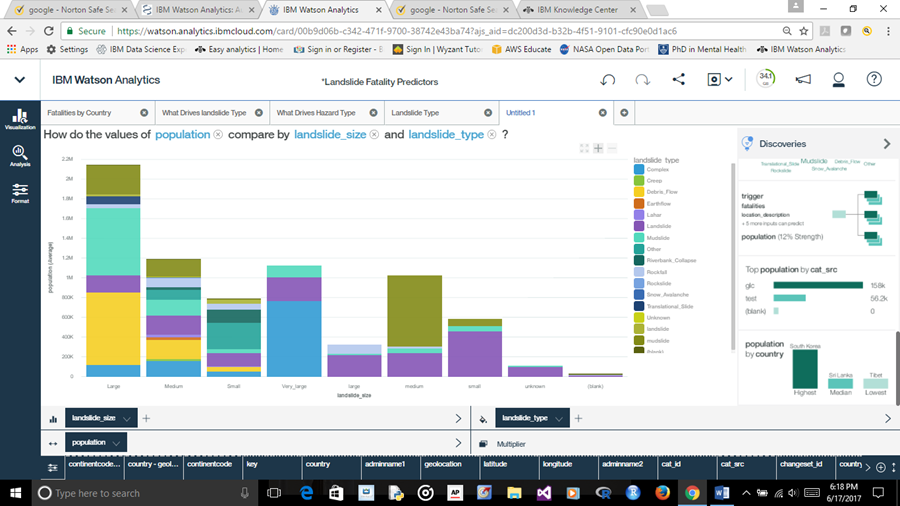 google - Norton Safe Sea
IBM Watson Analytics: A
IBM Watson Analytics
google - Norton Safe Sea
IBM Knowledge Center
Secure
https://watson.analytics.ibmcloud.com/card/00b9d06b-c342-471f-9700-38742e43ba74?ajs_aid=dc200d3d-b32b-4f51-9101-cfc90e0d1ac6
Apps
Settings
IBM Data Science Exp
Easy analytics | Home
Sign in or Register - B
Sign In | Wyzant Tutor
AWS Educate
NASA Open Data Port
PhD in Mental Health
IBM Watson Analytics
IBM Watson Analytics
*Landslide Fatality Predictors
34.1
GB
Fatalities by Country
What Drives landslide Type
What Drives Hazard Type
Landslide Type
Untitled 1
Visualization
Analysis
Format
How do the values of population compare by landslide_size and landslide_type ?
population (Average)
2.2M
2M
1.8M
1.6M
1.4M
1.2M
1M
800K
600K
400K
200K
0
Large
Medium
Small
Very_large
large
medium
small
unknown
(blank)
landslide_size
landslide_type
Complex
Creep
Debris_Flow
Earthflow
Lahar
Landslide
Mudslide
Other
Riverbank_Collapse
Rockfall
Rockslide
Snow_Avalanche
Translational_Slide
Unknown
landslide
mudslide
(blank)
Discoveries
Translational_Slide Mudslide Debris_Flow Other
Rockslide Snow_Avalanche
trigger
fatalities
location_description
+ 5 more inputs can predict
population (12% Strength)
Top population by cat_src
glc 158k
test 56.2k
(blank) 0
population
by country
South Korea
Sri Lanka
Tibet
Highest
Median
Lowest
landslide_size
landslide_type
population
Multiplier
continentcode...
country - geol...
continentcode
key
country
adminname1
geolocation
latitude
longitude
adminname2
cat_id
cat_src
changeset_id
country
Type here to search
6:18 PM
6/17/2017